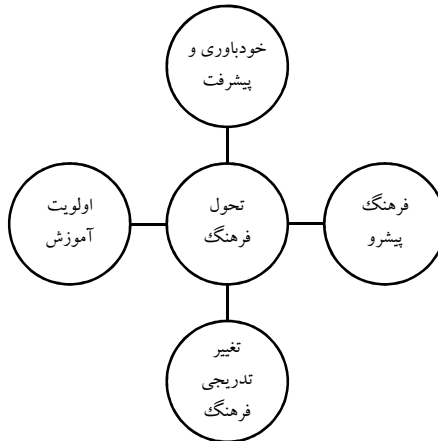 خودباوری و
پیشرفت
فرهنگ
پیشرو
تحول
فرهنگ
اولویت
آموزش
تغییر
تدریجی
فرهنگ